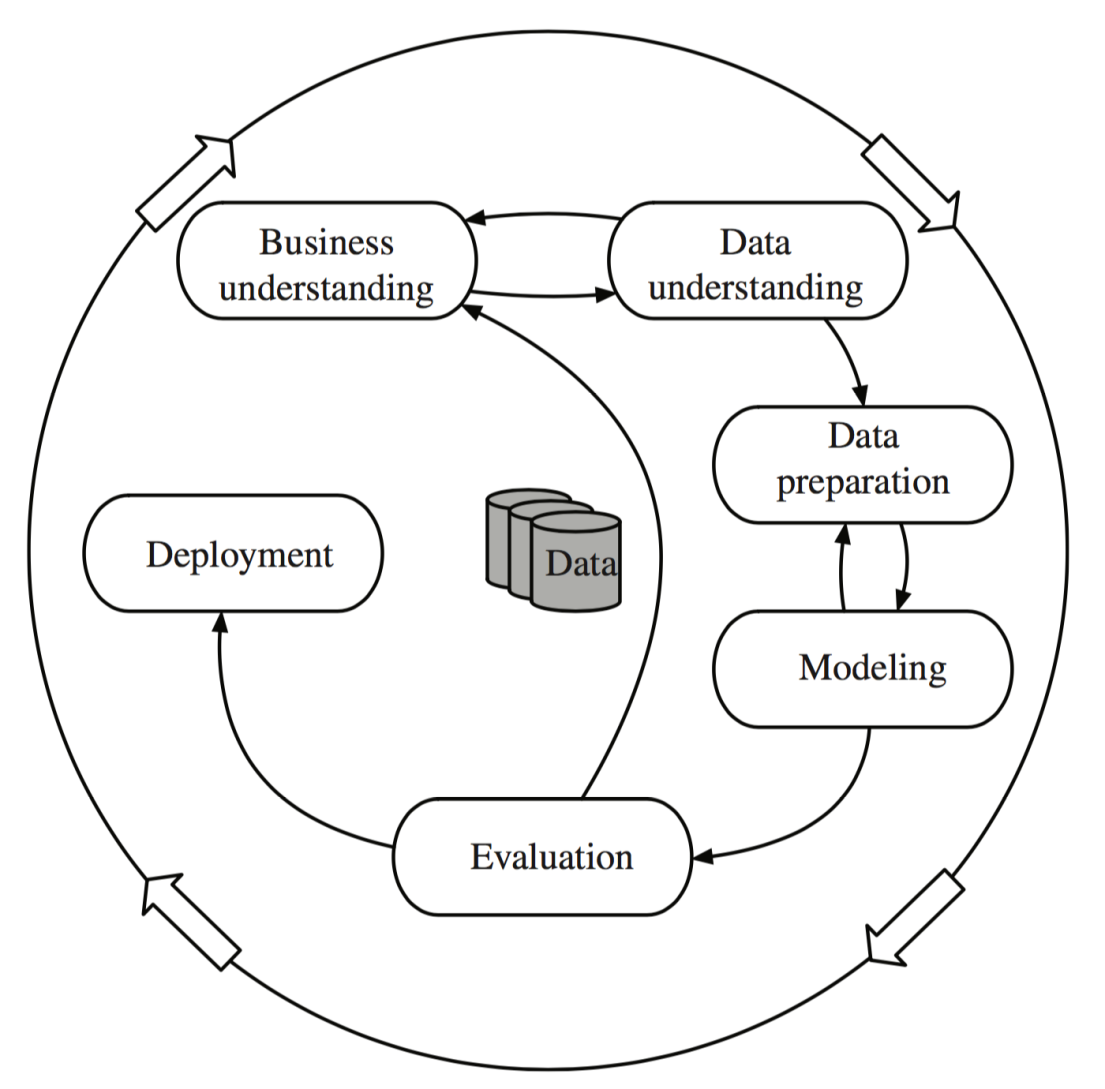 Business
understanding
Data
understanding
Data
preparation
Deployment
Data
Modeling
Evaluation